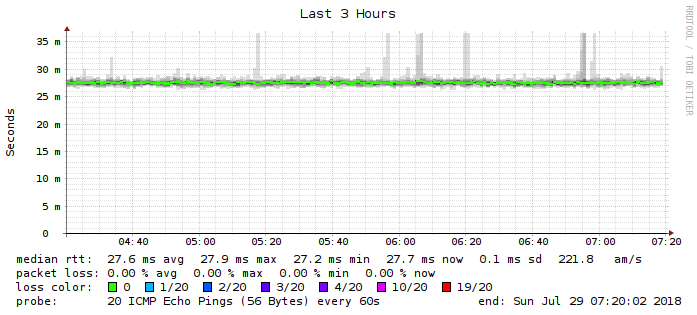 Last 3 Hours
RRDTOOL / TOBI OETIKER
Seconds
35 m
30 m
25 m
20 m
15 m
10 m
5 m
0
04:40 05:00 05:20 05:40 06:00 06:20 06:40 07:00 07:20
median rtt: 27.6 ms avg 27.9 ms max 27.2 ms min 27.7 ms now 0.1 ms sd 221.8 am/s
packet loss: 0.00 % avg 0.00 % max 0.00 % min 0.00 % now
loss color: 0 1/20 2/20 3/20 4/20 10/20 19/20
probe: 20 ICMP Echo Pings (56 Bytes) every 60s end: Sun Jul 29 07:20:02 2018